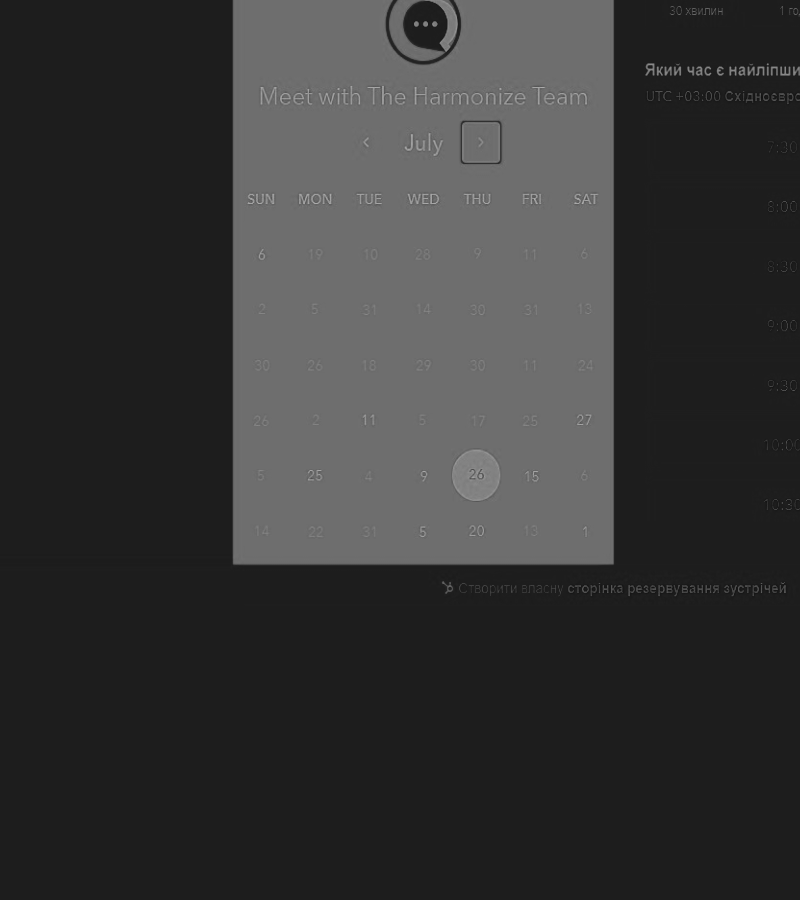 Meet with The Harmonize Team
July
SUN MON TUE WED THU FRI SAT
6 19 10 28 9 11 6
2 5 31 14 30 31 13
30 26 18 29 30 11 24
26 2 11 5 17 25 27
5 25 4 9 26 15 6
14 22 31 5 20 13 1
30 хвилин 1
Який час є
UTC +03:00
7:30
8:00
8:30
9:00
9:30
10:00
10:30
Створити власну сторінка резервування зустрічей